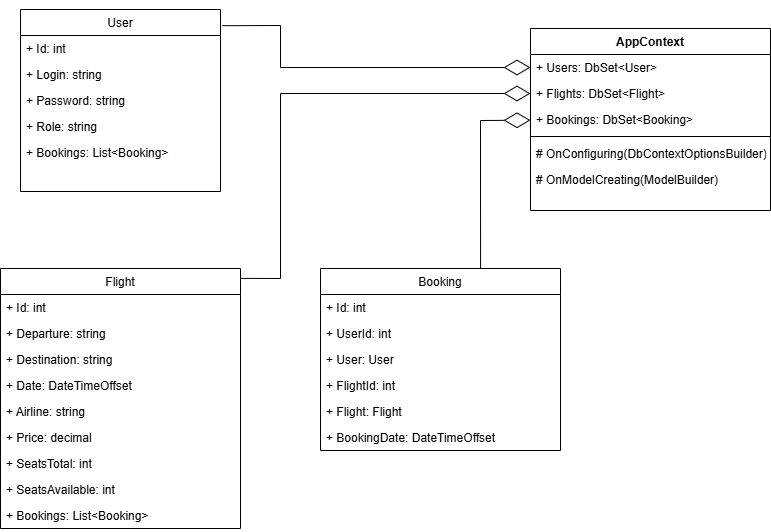 User
+ Id: int
+ Login: string
+ Password: string
+ Role: string
+ Bookings: List<Booking>
AppContext
+ Users: DbSet<User>
+ Flights: DbSet<Flight>
+ Bookings: DbSet<Booking>
# OnConfiguring(DbContextOptionsBuilder)
# OnModelCreating(ModelBuilder)
Flight
+ Id: int
+ Departure: string
+ Destination: string
+ Date: DateTimeOffset
+ Airline: string
+ Price: decimal
+ SeatsTotal: int
+ SeatsAvailable: int
+ Bookings: List<Booking>
Booking
+ Id: int
+ UserId: int
+ User: User
+ FlightId: int
+ Flight: Flight
+ BookingDate: DateTimeOffset